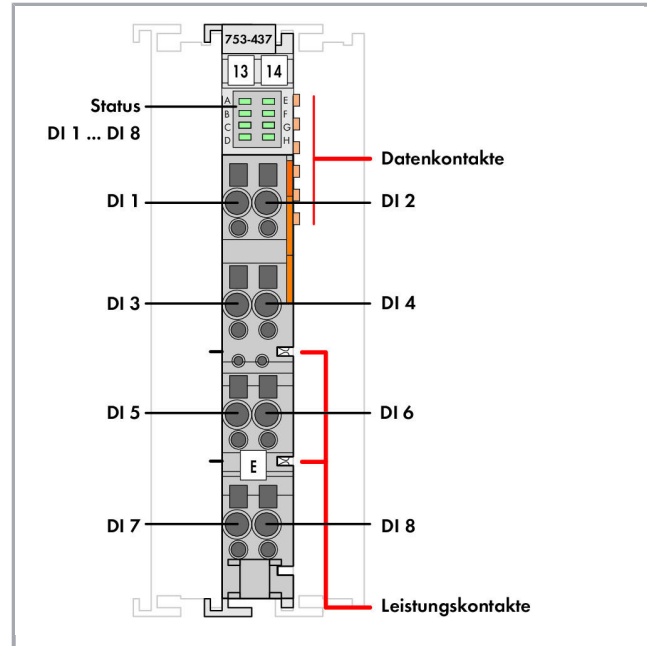 753-437
13 14
Status
DI 1 ... DI 8
A E
B F
C G
D H
Datenkontakte
DI 1 DI 2
DI 3 DI 4
DI 5 DI 6
E
DI 7 DI 8
Leistungskontakte